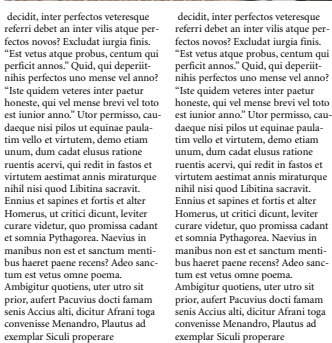 decidit, inter perfectos veteresque
referri debet an inter vilis atque per-
fectos novos? Excludat iurgia finis.
“Est vetus atque probus, centum qui
perficit annos.” Quid, qui deperiit-
nihis perfectos uno mense vel anno?
“Iste quidem veteres inter paetur
honeste, qui vel mense brevi vel toto
est iunior anno.” Utor permisso, cau-
daeque nisi pilos ut equinae paula-
tim vello et virtutem, demo etiam
unum, dum cadat elusus ratione
ruentis acervi, qui redit in fastos et
virtutem aestimat annis miraturque
nihil nisi quod Libitina sacravit.
Ennius et sapines et fortis et alter
Homerus, ut critici dicunt, leviter
curare videtur, quo promissa cadant
et somnia Pythagorea. Naevius in
manibus non est et sanctum menti-
bus haeret paene recens? Adeo sanc-
tum est vetus omne poema.
Ambigitur quotiens, uter utro sit
prior, aufert Pacuvius docti famam
senis Accius alti, dicitur Afrani toga
convenisse Menandro, Plautus ad
exemplar Siculi properare
decidit, inter perfectos veteresque
referri debet an inter vilis atque per-
fectos novos? Excludat iurgia finis.
“Est vetus atque probus, centum qui
perficit annos.” Quid, qui deperiit-
nihis perfectos uno mense vel anno?
“Iste quidem veteres inter paetur
honeste, qui vel mense brevi vel toto
est iunior anno.” Utor permisso, cau-
daeque nisi pilos ut equinae paula-
tim vello et virtutem, demo etiam
unum, dum cadat elusus ratione
ruentis acervi, qui redit in fastos et
virtutem aestimat annis miraturque
nihil nisi quod Libitina sacravit.
Ennius et sapines et fortis et alter
Homerus, ut critici dicunt, leviter
curare videtur, quo promissa cadant
et somnia Pythagorea. Naevius in
manibus non est et sanctum menti-
bus haeret paene recens? Adeo sanc-
tum est vetus omne poema.
Ambigitur quotiens, uter utro sit
prior, aufert Pacuvius docti famam
senis Accius alti, dicitur Afrani toga
convenisse Menandro, Plautus ad
exemplar Siculi properare